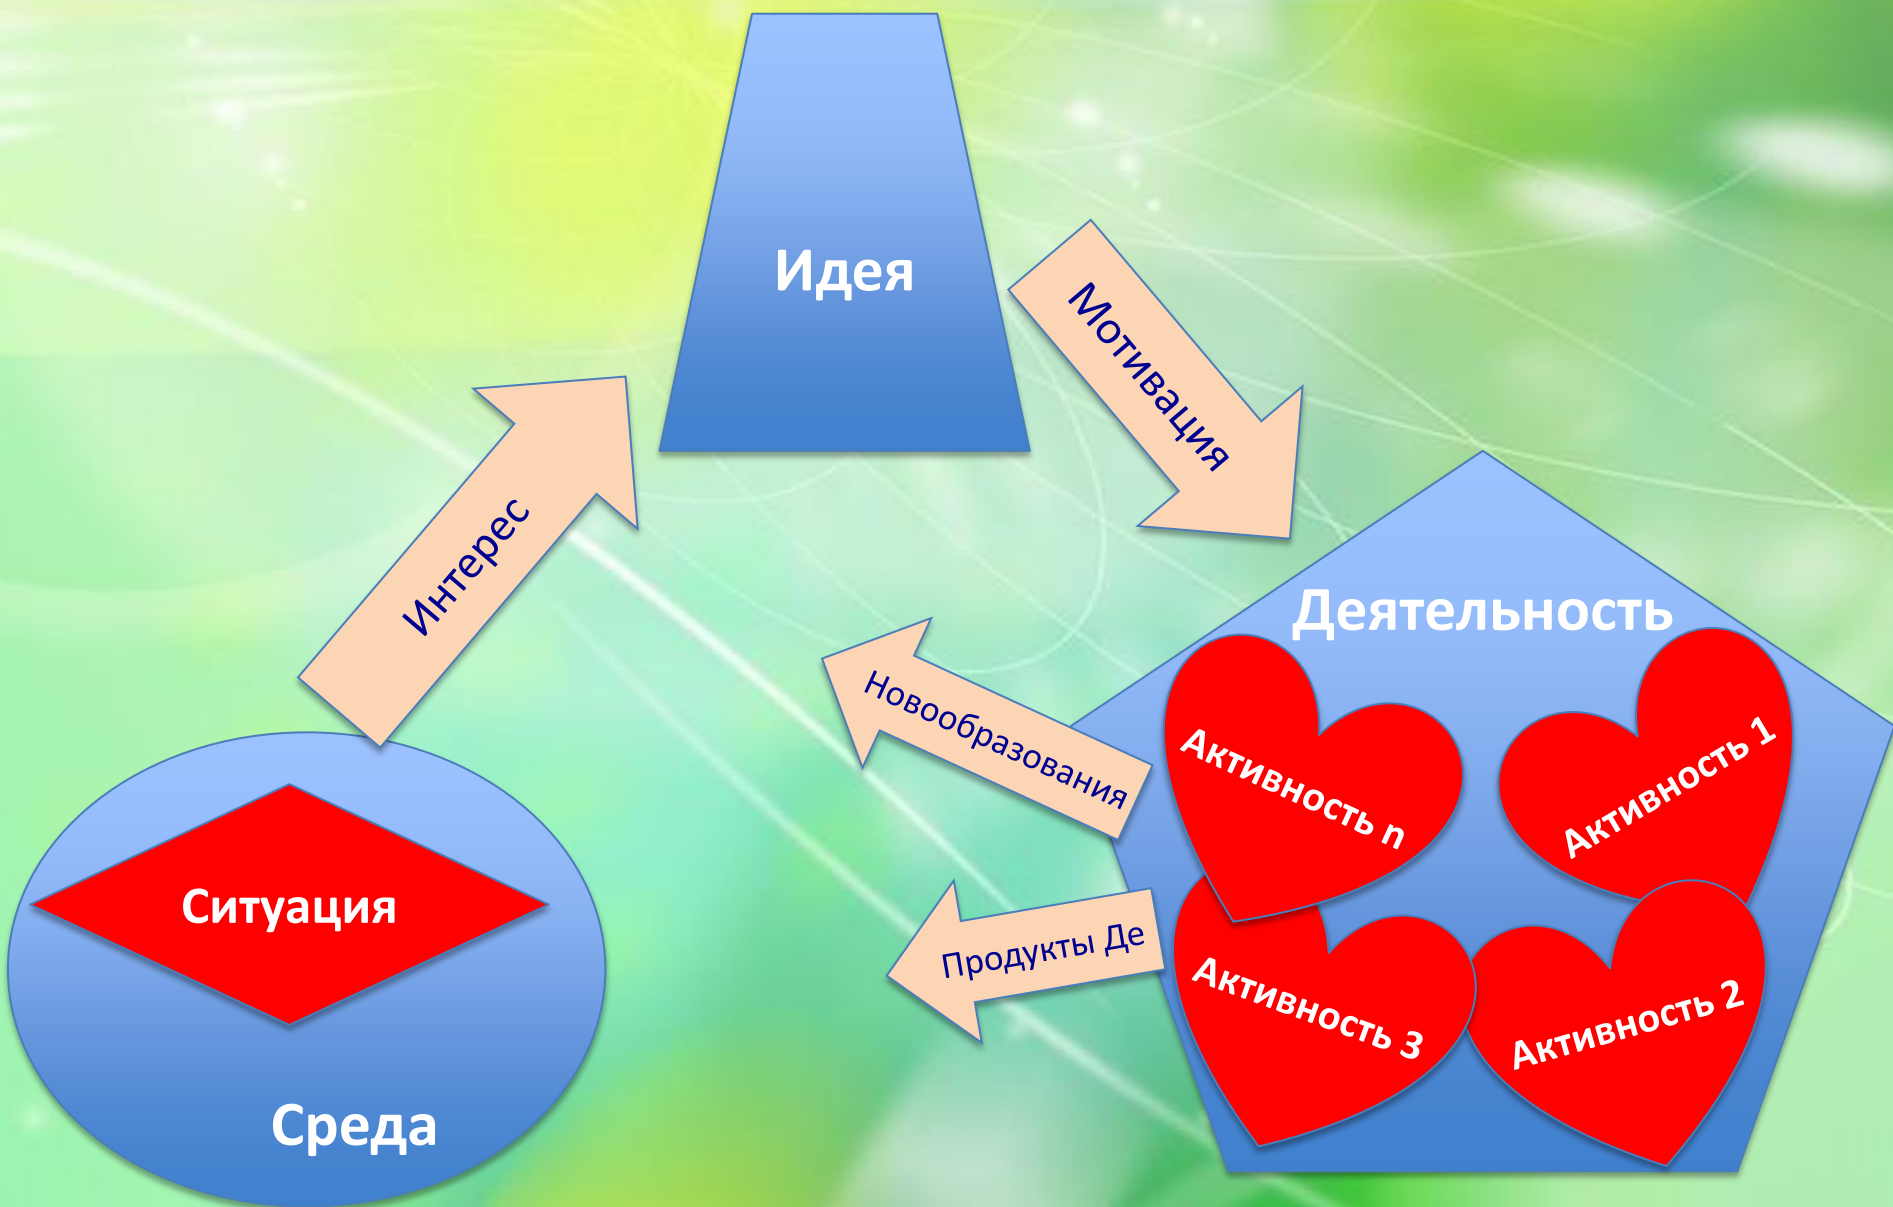 Идея
Мотивация
Интерес
Деятельность
Новообразования
Активность n
Активность 1
Ситуация
Продукты Де
Активность 3
Активность 2
Среда